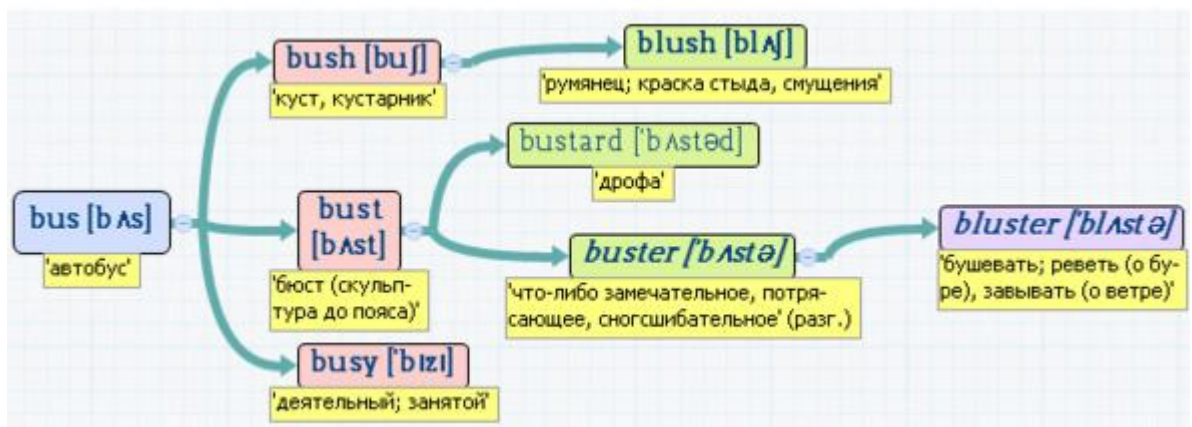 bush [buʃ]
'куст, кустарник'
blush [blʌʃ]
'румянец; краска стыда, смущения'
bustard ['bʌstəd]
'дрофа'
bus [bʌs]
'автобус'
bust
[bʌst]
'бюст (скульп-
тура до пояса)'
buster ['bʌstə]
'что-либо замечательное, потря-
сающее, сногсшибательное' (разг.)
bluster ['blʌstə]
'бушевать; реветь (о бу-
ре), завывать (о ветре)'
busy ['bɪzɪ]
'деятельный; занятой'